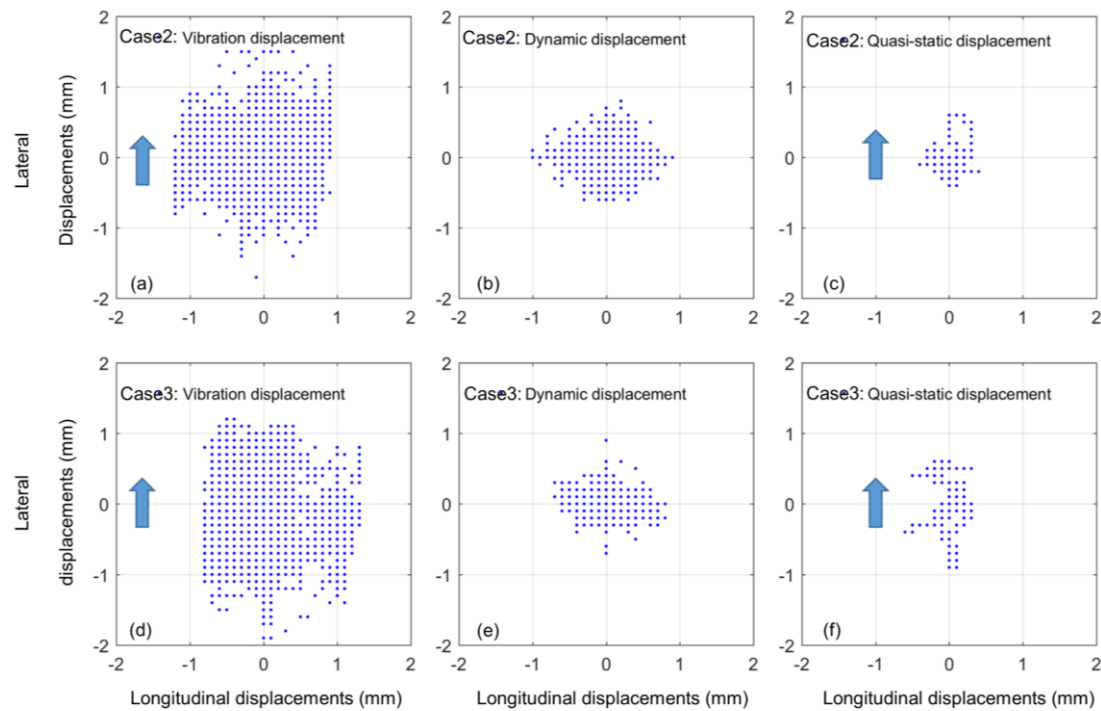 2
Case2: Vibration displacement
1
0
-1
-2
(a)
-2 -1 0 1 2
Lateral
Displacements (mm)
2
Case2: Dynamic displacement
1
0
-1
-2
(b)
-2 -1 0 1 2
2
Case2: Quasi-static displacement
1
0
-1
-2
(c)
-2 -1 0 1 2
2
Case3: Vibration displacement
1
0
-1
-2
(d)
-2 -1 0 1 2
Lateral
displacements (mm)
Longitudinal displacements (mm)
2
Case3: Dynamic displacement
1
0
-1
-2
(e)
-2 -1 0 1 2
Longitudinal displacements (mm)
2
Case3: Quasi-static displacement
1
0
-1
-2
(f)
-2 -1 0 1 2
Longitudinal displacements (mm)